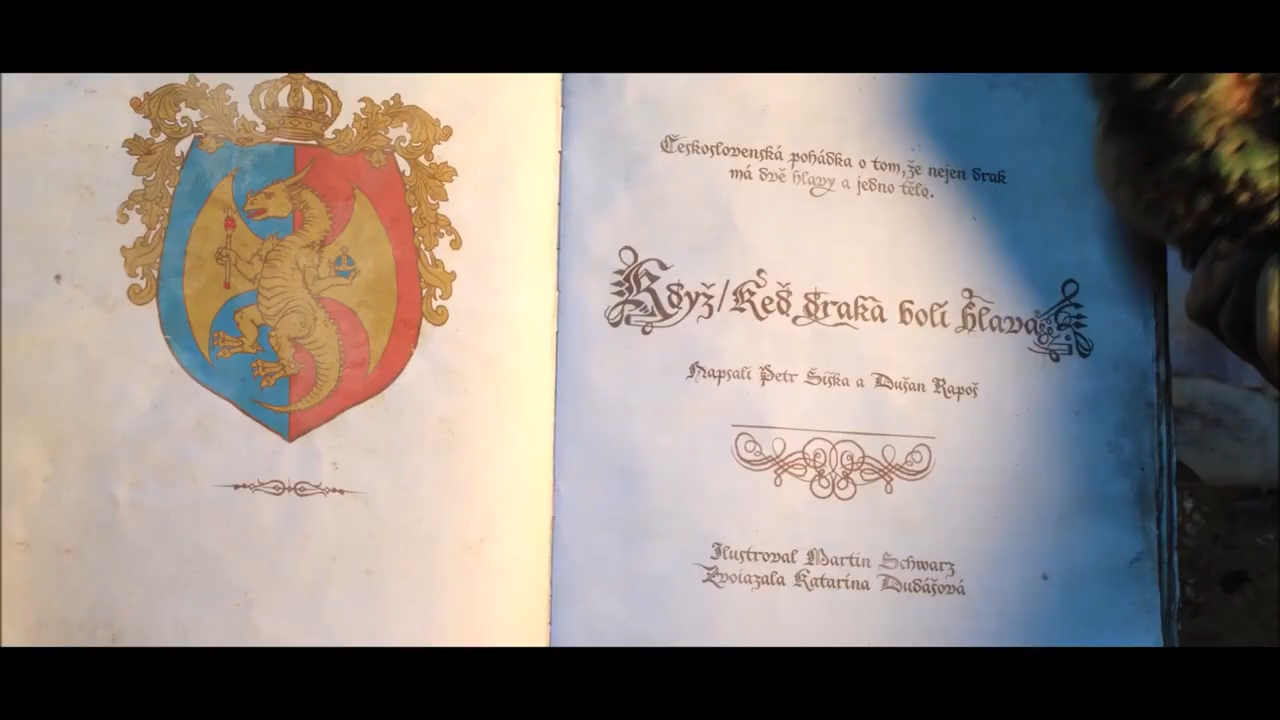 Československá pohádka o tom, že nejen drak
má dvě hlavy a jedno tělo.
Když/Keď draka bolí hlava
Napsali Petr Šiška a Dušan Rapoš
Ilustroval Martin Schwarz
Zvoiazala Katarína Dudášová